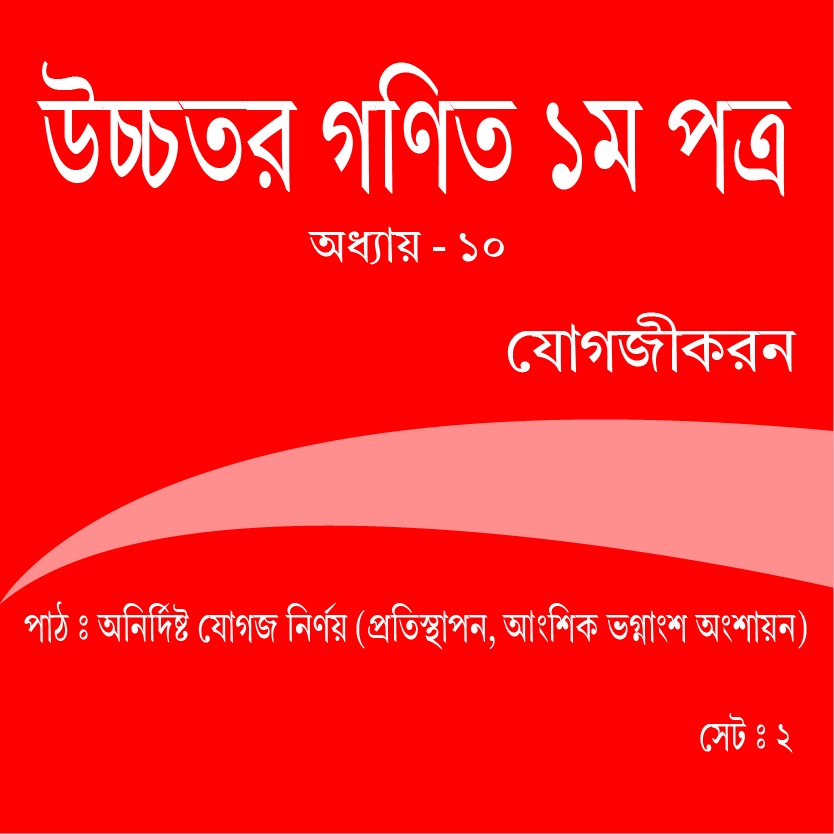 উচ্চতর গণিত ১ম পত্র
অধ্যায় - ১০
যোগজীকরন
পাঠ ঃ অনির্দিষ্ট যোগজ নির্ণয় (প্রতিস্থাপন, আংশিক ভগ্নাংশ অংশায়ন)
সেট ঃ ২